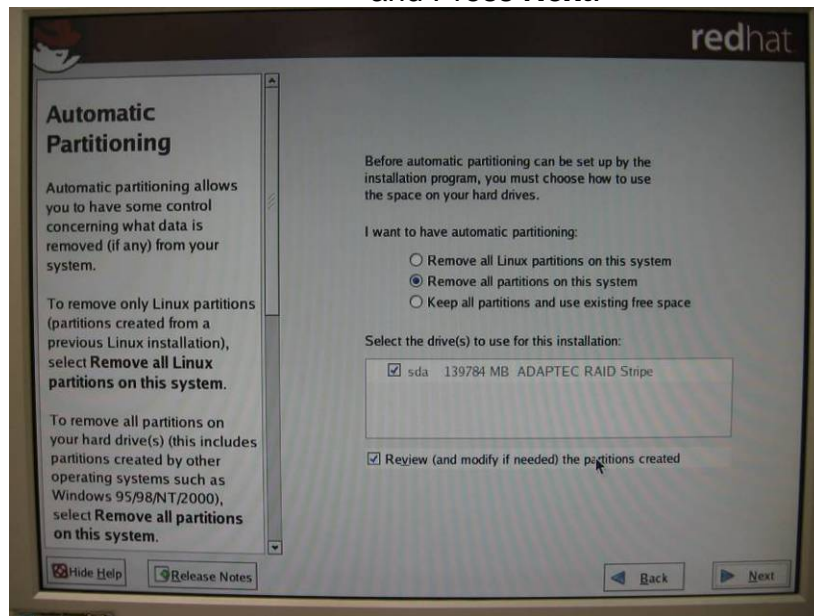 and Press Next.
redhat
Automatic
Partitioning
Automatic partitioning allows
you to have some control
concerning what data is
removed (if any) from your
system.
To remove only Linux partitions
(partitions created from a
previous Linux installation),
select Remove all Linux
partitions on this system.
To remove all partitions on
your hard drive(s) (this includes
partitions created by other
operating systems such as
Windows 95/98/NT/2000),
select Remove all partitions
on this system.
Before automatic partitioning can be set up by the
installation program, you must choose how to use
the space on your hard drives.
I want to have automatic partitioning:
Remove all Linux partitions on this system
Remove all partitions on this system
Keep all partitions and use existing free space
Select the drive(s) to use for this installation:
sda 139784 MB ADAPTEC RAID Stripe
Review (and modify if needed) the partitions created
Hide Help
Release Notes
Back
Next